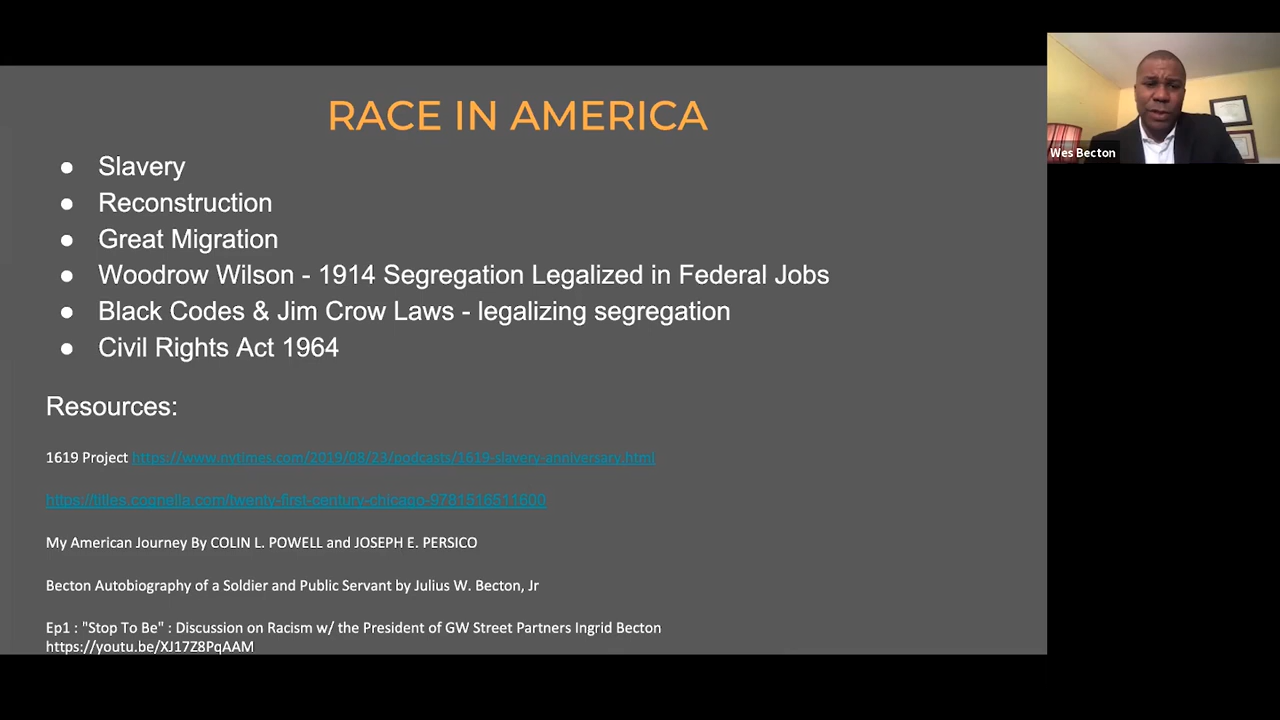 RACE IN AMERICA
● Slavery
● Reconstruction
● Great Migration
● Woodrow Wilson - 1914 Segregation Legalized in Federal Jobs
● Black Codes & Jim Crow Laws - legalizing segregation
● Civil Rights Act 1964
Resources:
1619 Project https://www.nytimes.com/2019/08/23/podcasts/1619-slavery-anniversary.html
https://titles.cognella.com/twenty-first-century-chicago-9781516511600
My American Journey By COLIN L. POWELL and JOSEPH E. PERSICO
Becton Autobiography of a Soldier and Public Servant by Julius W. Becton, Jr
Ep1 : "Stop To Be" : Discussion on Racism w/ the President of GW Street Partners Ingrid Becton
https://youtu.be/XJ17Z8PqAAM
Wes Becton